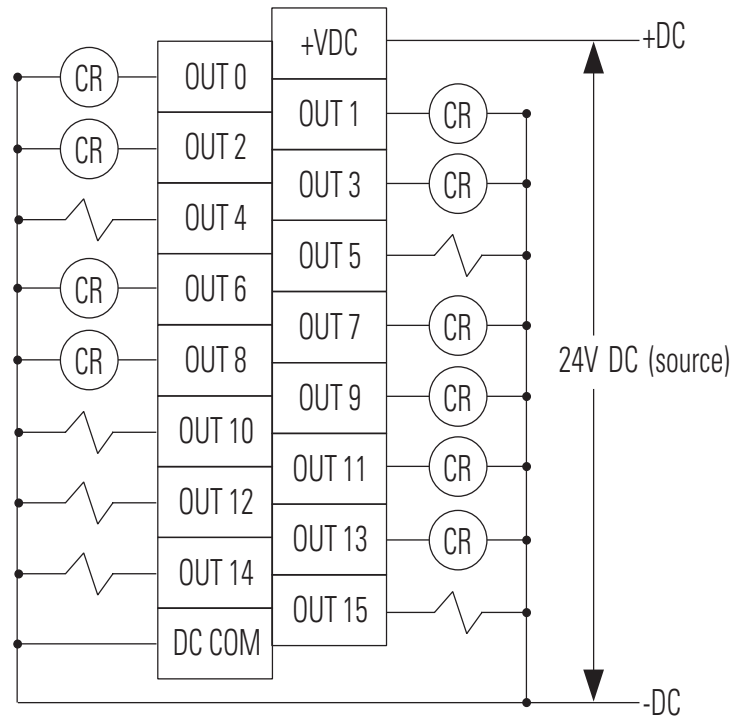 +VDC
+DC
CR
OUT 0
OUT 1
CR
CR
OUT 2
OUT 3
CR
OUT 4
OUT 5
CR
OUT 6
OUT 7
CR
CR
OUT 8
24V DC (source)
OUT 9
CR
OUT 10
OUT 11
CR
OUT 12
OUT 13
CR
OUT 14
OUT 15
DC COM
-DC